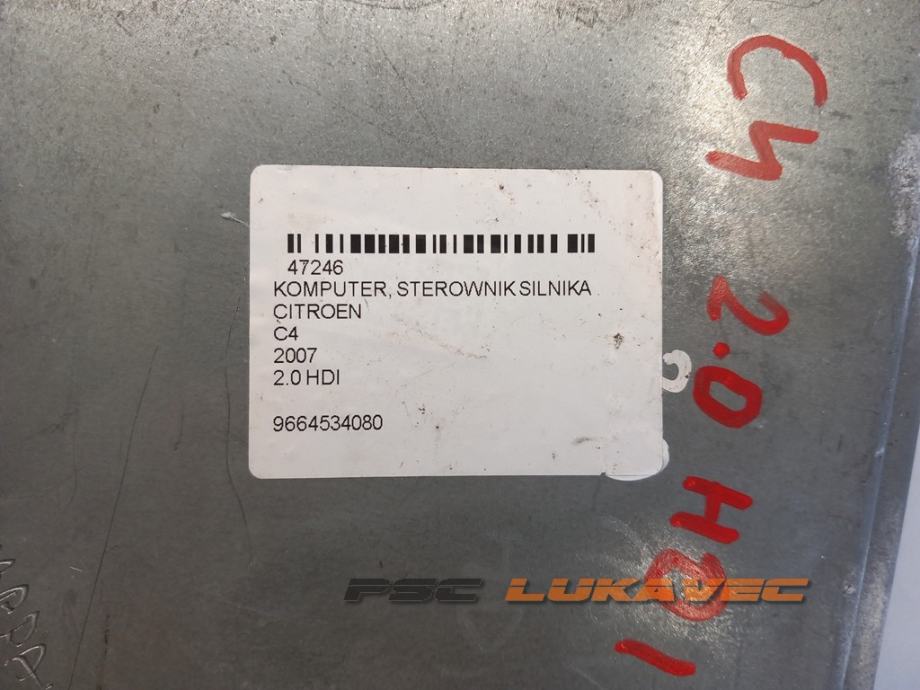 47246
KOMPUTER, STEROWNIK SILNIKA
CITROEN
C4
2007
2.0 HDI
9664534080
C4 2.0 HDI
PSC LUKAVEC